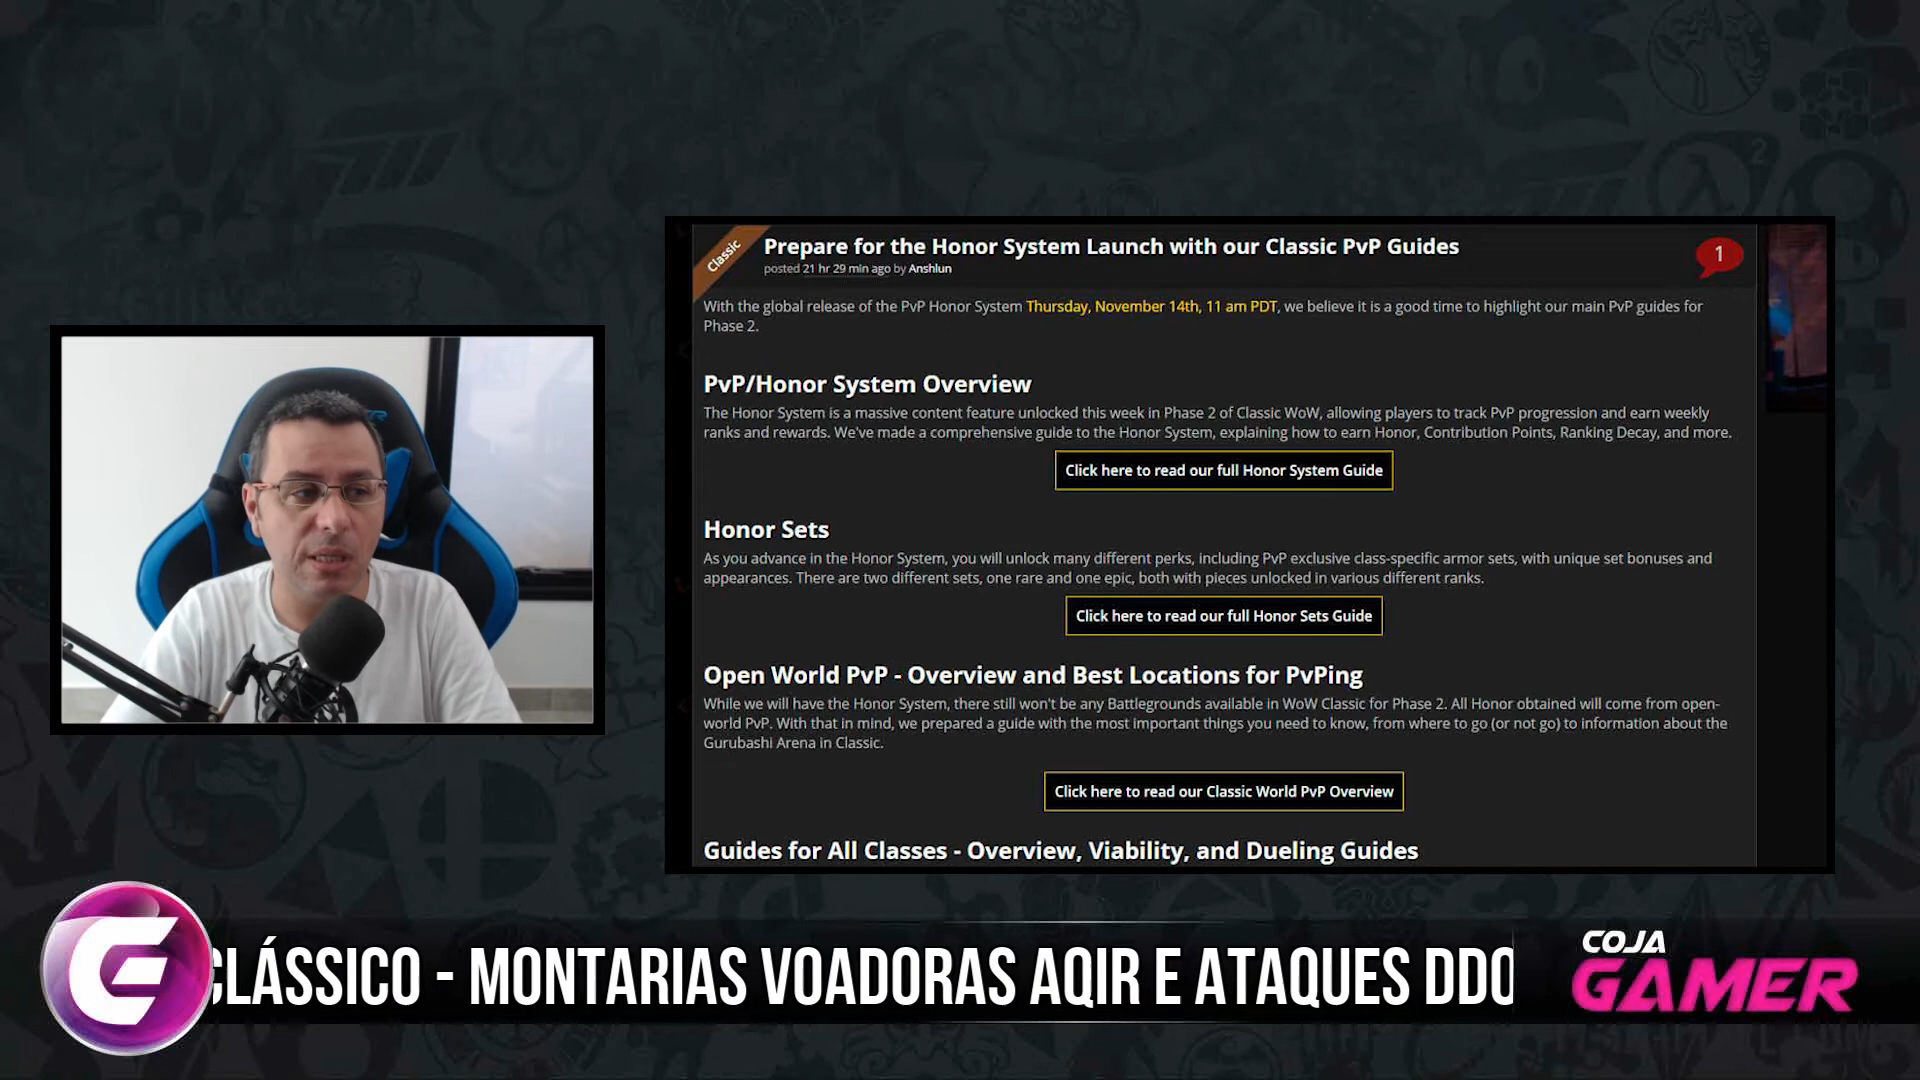 Classic
Prepare for the Honor System Launch with our Classic PvP Guides
1
posted 21 hr 29 min ago by Anshlun
With the global release of the PvP Honor System Thursday, November 14th, 11 am PDT, we believe it is a good time to highlight our main PvP guides for
Phase 2.
PvP/Honor System Overview
The Honor System is a massive content feature unlocked this week in Phase 2 of Classic WoW, allowing players to track PvP progression and earn weekly
ranks and rewards. We've made a comprehensive guide to the Honor System, explaining how to earn Honor, Contribution Points, Ranking Decay, and more.
Click here to read our full Honor System Guide
Honor Sets
As you advance in the Honor System, you will unlock many different perks, including PvP exclusive class-specific armor sets, with unique set bonuses and
appearances. There are two different sets, one rare and one epic, both with pieces unlocked in various different ranks.
Click here to read our full Honor Sets Guide
Open World PvP - Overview and Best Locations for PvPing
While we will have the Honor System, there still won't be any Battlegrounds available in WoW Classic for Phase 2. All Honor obtained will come from open-
world PvP. With that in mind, we prepared a guide with the most important things you need to know, from where to go (or not go) to information about the
Gurubashi Arena in Classic.
Click here to read our Classic World PvP Overview
Guides for All Classes - Overview, Viability, and Dueling Guides
CLÁSSICO - MONTARIAS VOADORAS AQIR E ATAQUES DDO
COJA
GAMER